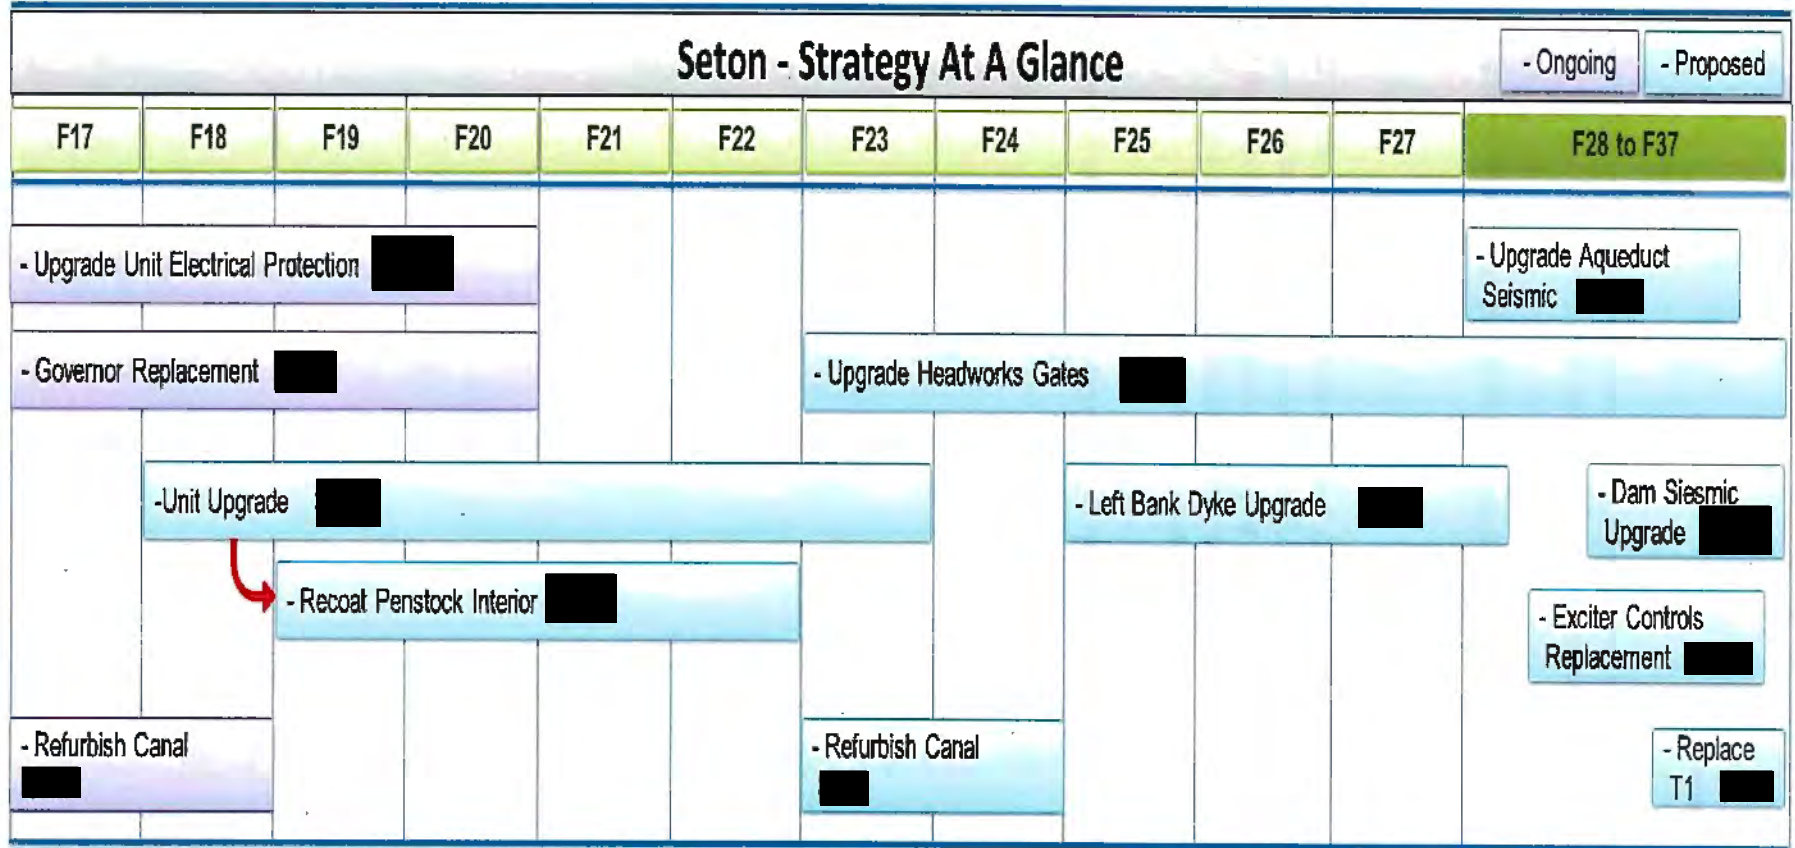 Seton - Strategy At A Glance
- Ongoing
- Proposed
F17 F18 F19 F20 F21 F22 F23 F24 F25 F26 F27 F28 to F37
- Upgrade Unit Electrical Protection
- Upgrade Aqueduct
Seismic
- Governor Replacement
- Upgrade Headworks Gates
-Unit Upgrade
- Left Bank Dyke Upgrade
- Dam Siesmic
Upgrade
- Recoat Penstock Interior
- Exciter Controls
Replacement
- Refurbish Canal
- Refurbish Canal
- Replace
T1